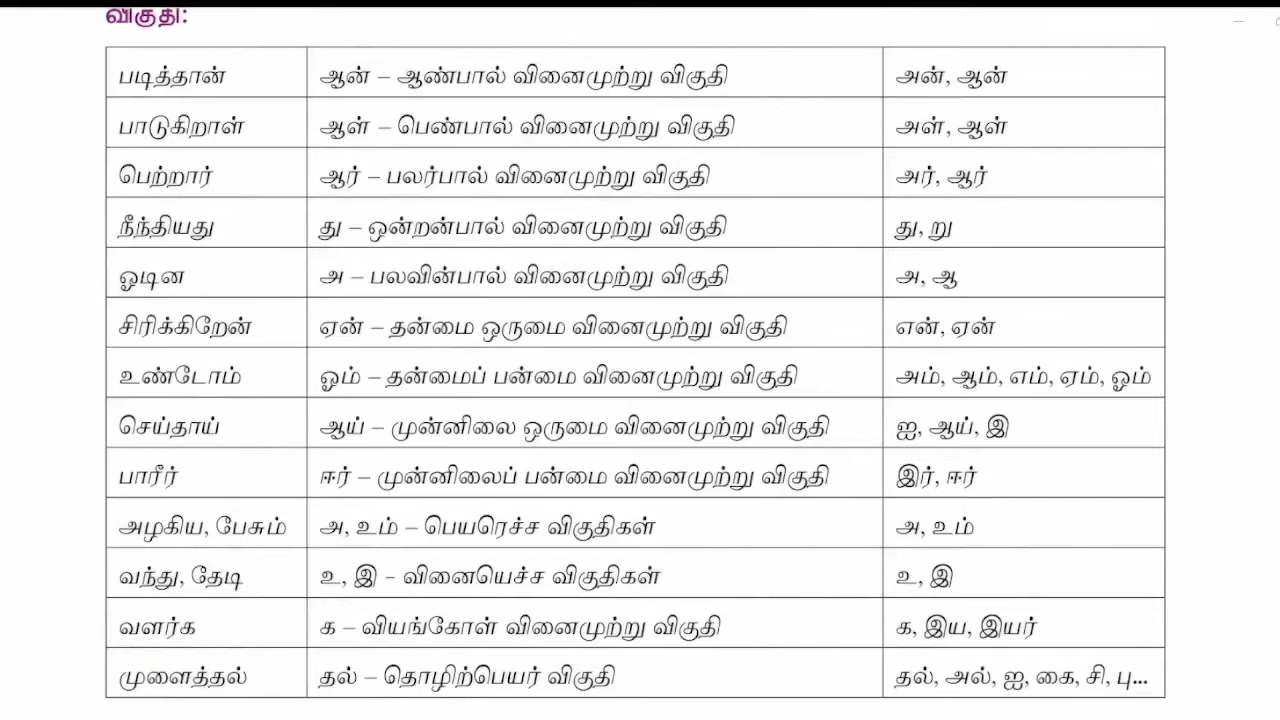 விகுதி:
படித்தான் ஆன் – ஆண்பால் வினைமுற்று விகுதி அன், ஆன்
பாடுகிறாள் ஆள் – பெண்பால் வினைமுற்று விகுதி அள், ஆள்
பெற்றார் ஆர் – பலர்பால் வினைமுற்று விகுதி அர், ஆர்
நீந்தியது து – ஒன்றன்பால் வினைமுற்று விகுதி து, று
ஓடின அ – பலவின்பால் வினைமுற்று விகுதி அ, ஆ
சிரிக்கிறேன் ஏன் – தன்மை ஒருமை வினைமுற்று விகுதி என், ஏன்
உண்டோம் ஓம் – தன்மைப் பன்மை வினைமுற்று விகுதி அம், ஆம், எம், ஏம், ஓம்
செய்தாய் ஆய் – முன்னிலை ஒருமை வினைமுற்று விகுதி ஐ, ஆய், இ
பாரீர் ஈர் – முன்னிலைப் பன்மை வினைமுற்று விகுதி இர், ஈர்
அழகிய, பேசும் அ, உம் – பெயரெச்ச விகுதிகள் அ, உம்
வந்து, தேடி உ, இ – வினையெச்ச விகுதிகள் உ, இ
வளர்க க – வியங்கோள் வினைமுற்று விகுதி க, இய, இயர்
முளைத்தல் தல் – தொழிற்பெயர் விகுதி தல், அல், ஐ, கை, சி, பு...